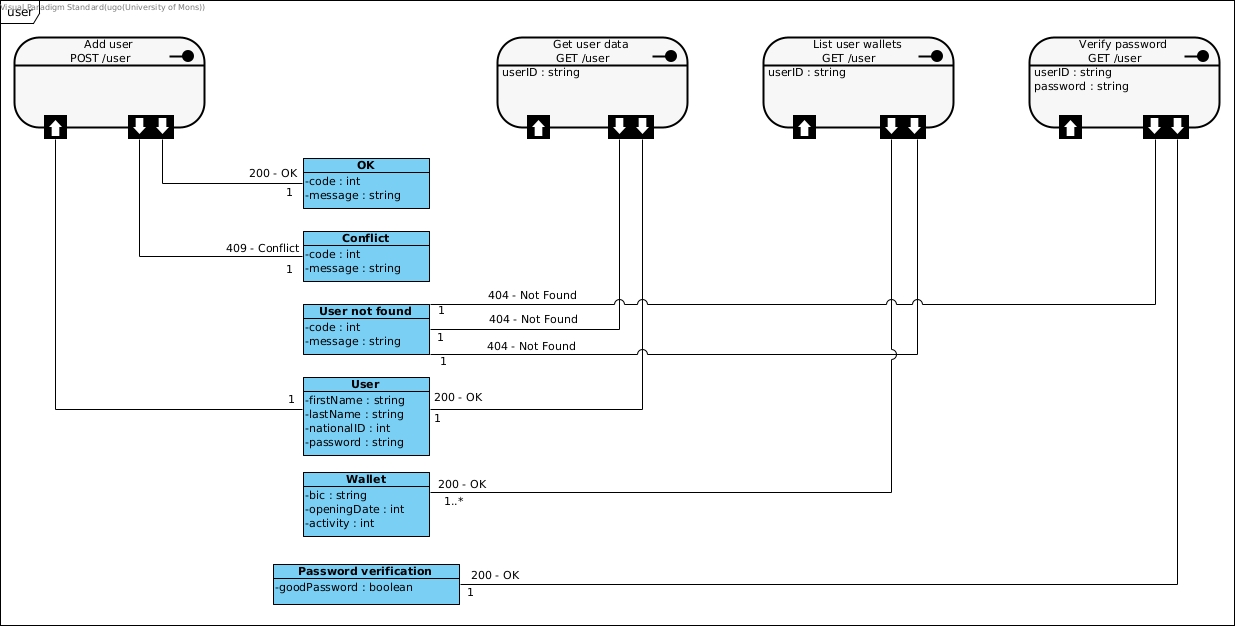 Visual Paradigm Standard(ugo(University of Mons))
user
Add user
POST /user
Get user data
GET /user
userID : string
List user wallets
GET /user
userID : string
Verify password
GET /user
userID : string
password : string
200 - OK
1
OK
-code : int
-message : string
409 - Conflict
1
Conflict
-code : int
-message : string
User not found
-code : int
-message : string
404 - Not Found
1
404 - Not Found
1
404 - Not Found
1
1
User
-firstName : string
-lastName : string
-nationalID : int
-password : string
200 - OK
1
Wallet
-bic : string
-openingDate : int
-activity : int
200 - OK
1..*
Password verification
-goodPassword : boolean
200 - OK
1